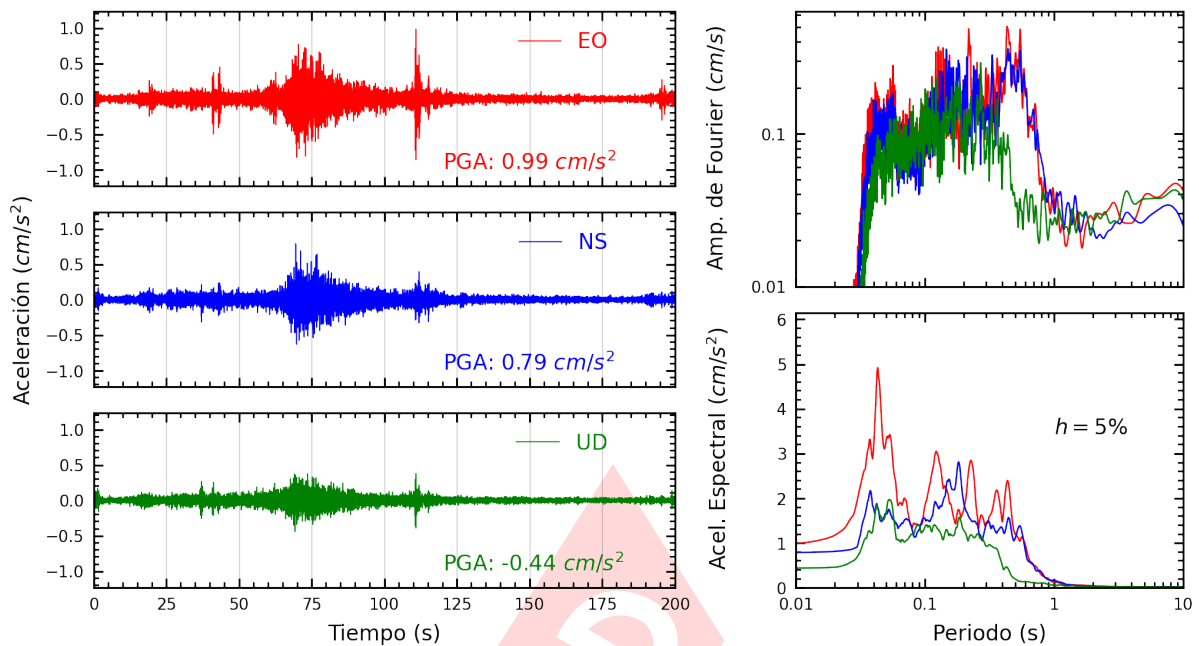 Aceleración (cm/s²)
1.0
0.5
0.0
−0.5
−1.0
EO
PGA: 0.99 cm/s²
1.0
0.5
0.0
−0.5
−1.0
NS
PGA: 0.79 cm/s²
1.0
0.5
0.0
−0.5
−1.0
UD
PGA: -0.44 cm/s²
0 25 50 75 100 125 150 175 200
Tiempo (s)
Amp. de Fourier (cm/s)
0.1
0.01
Acel. Espectral (cm/s²)
6
5
4
3
2
1
0
h = 5%
0.01 0.1 1 10
Periodo (s)